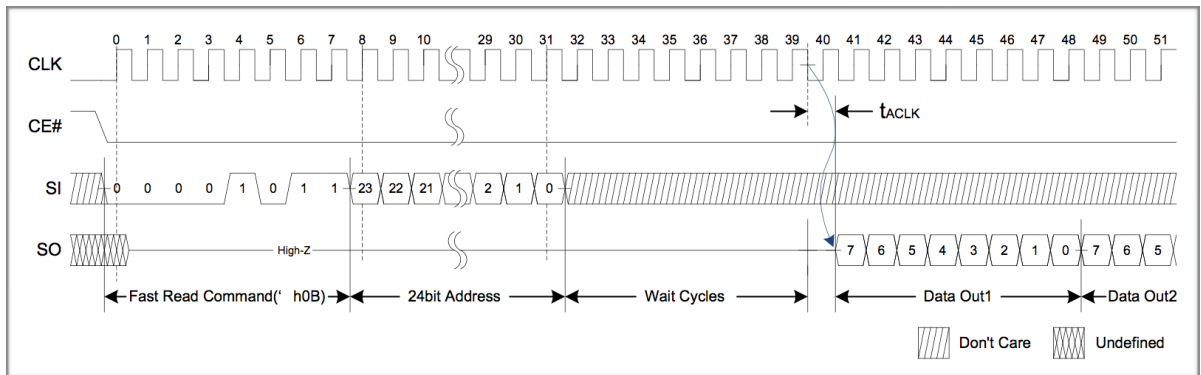 0 1 2 3 4 5 6 7 8 9 10 29 30 31 32 33 34 35 36 37 38 39 40 41 42 43 44 45 46 47 48 49 50 51
CLK
CE# tACLK
SI 0 0 0 0 1 0 1 1 23 22 21 2 1 0
SO High-Z 7 6 5 4 3 2 1 0 7 6 5
Fast Read Command(‘ h0B) 24bit Address Wait Cycles Data Out1 Data Out2
Don't Care Undefined